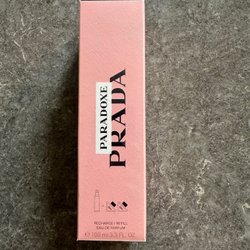 PARADOXE
PRADA
RECHARGE / REFILL
EAU DE PARFUM
℮ 100 ml 3.3 FL. OZ.